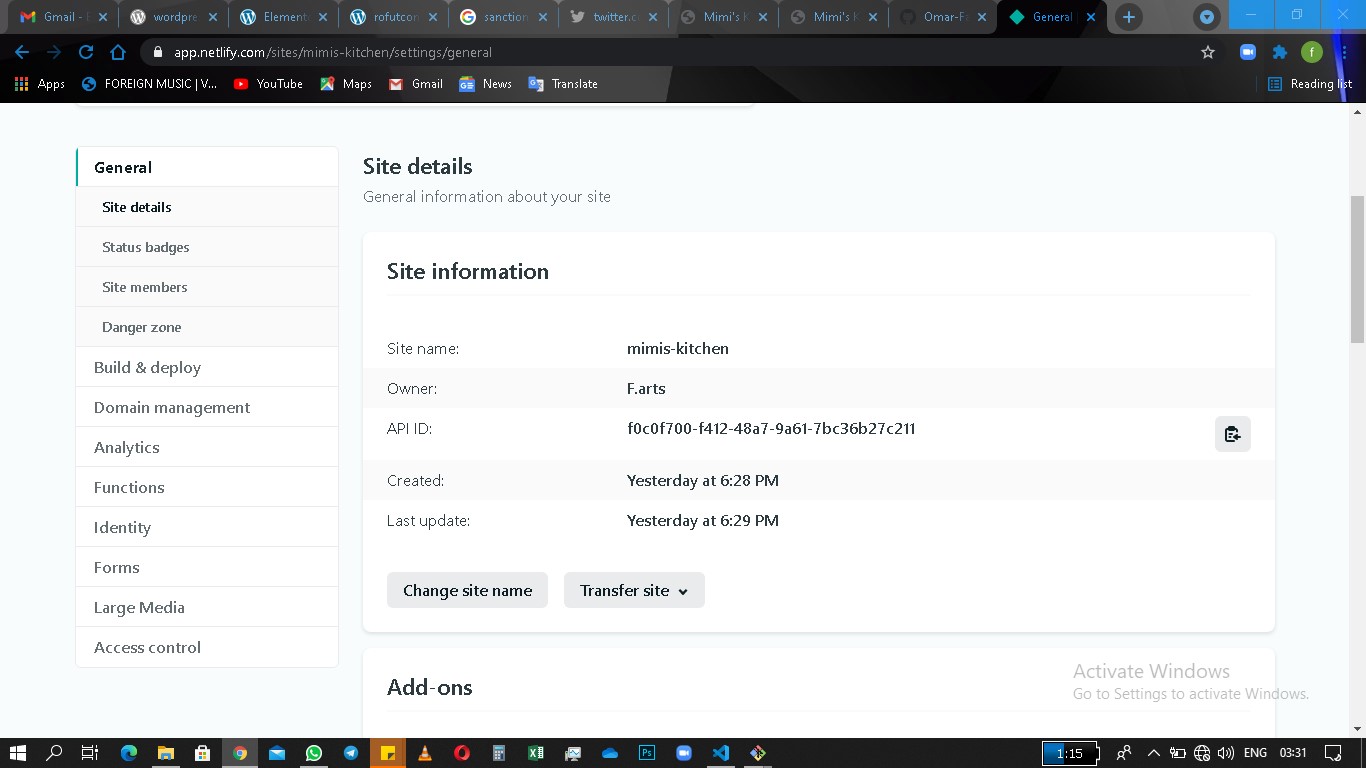 Gmail - E
wordpre
Elementa
rofutcon
sanction
twitter.c
Mimi's K
Mimi's K
Omar-Fa
General
app.netlify.com/sites/mimis-kitchen/settings/general
f
Apps
FOREIGN MUSIC | V...
YouTube
Maps
Gmail
News
Translate
Reading list
General
Site details
Status badges
Site members
Danger zone
Build & deploy
Domain management
Analytics
Functions
Identity
Forms
Large Media
Access control
Site details
General information about your site
Site information
Site name: mimis-kitchen
Owner: F.arts
API ID: f0c0f700-f412-48a7-9a61-7bc36b27c211
Created: Yesterday at 6:28 PM
Last update: Yesterday at 6:29 PM
Change site name
Transfer site
Add-ons
Activate Windows
Go to Settings to activate Windows.
1:15
ENG
03:31